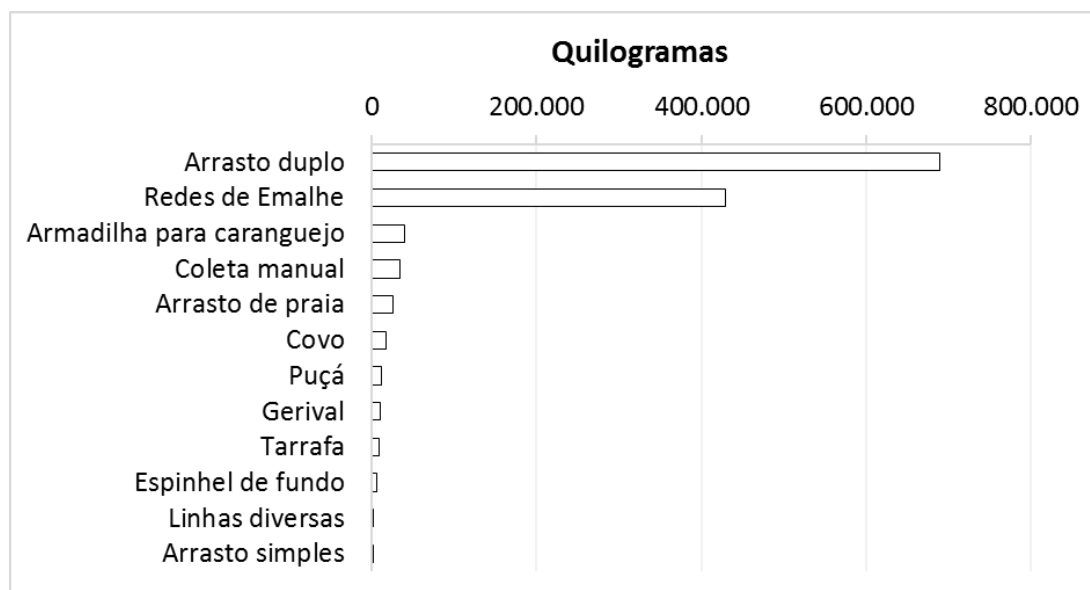 Quilogramas
0 200.000 400.000 600.000 800.000
Arrasto duplo
Redes de Emalhe
Armadilha para caranguejo
Coleta manual
Arrasto de praia
Covo
Puçá
Gerival
Tarrafa
Espinhel de fundo
Linhas diversas
Arrasto simples